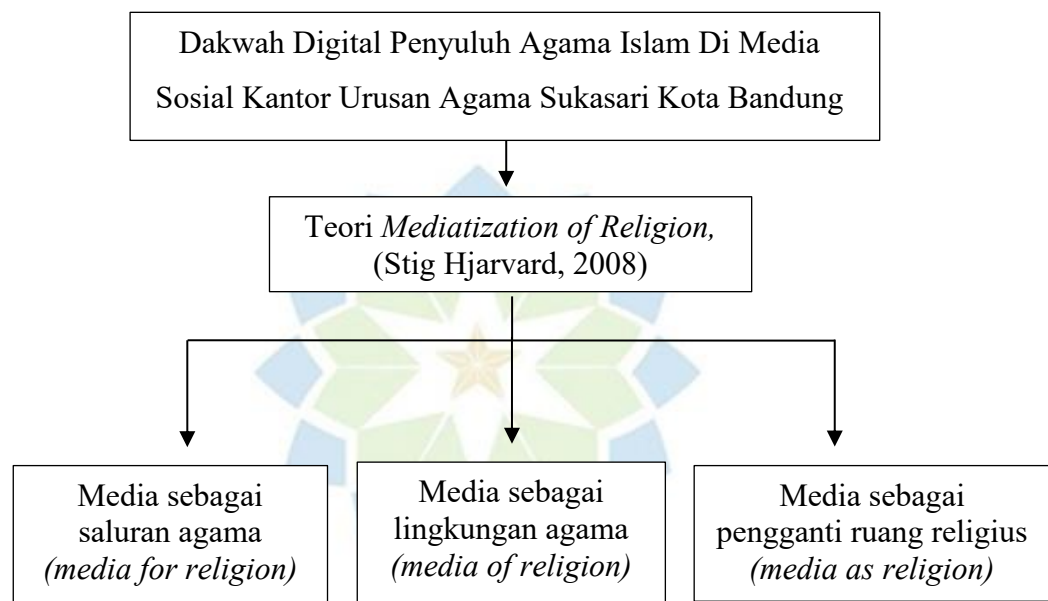 Dakwah Digital Penyuluh Agama Islam Di Media
Sosial Kantor Urusan Agama Sukasari Kota Bandung
Teori Mediatization of Religion,
(Stig Hjarvard, 2008)
Media sebagai
saluran agama
(media for religion)
Media sebagai
lingkungan agama
(media of religion)
Media sebagai
pengganti ruang religius
(media as religion)